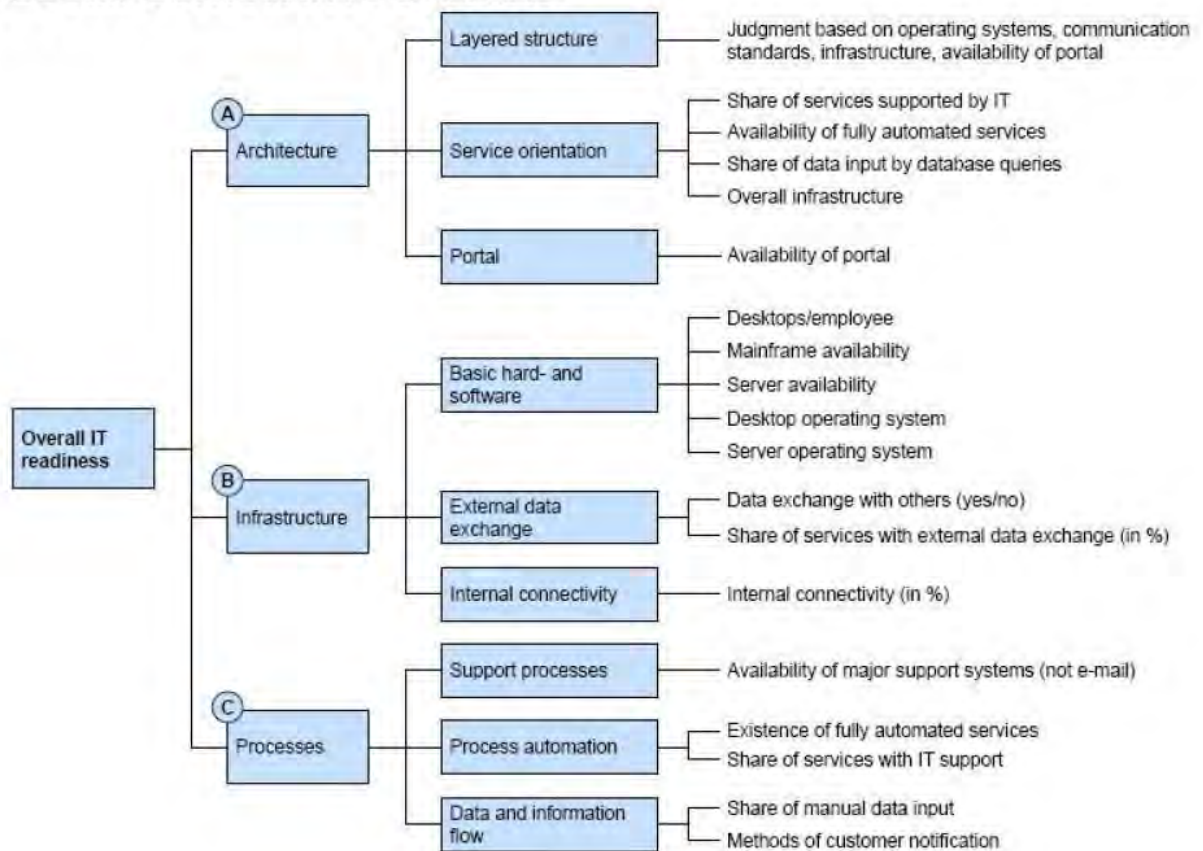 Layered structure
Judgment based on operating systems, communication
standards, infrastructure, availability of portal
A
Architecture
Service orientation
Share of services supported by IT
Availability of fully automated services
Share of data input by database queries
Overall infrastructure
Portal
Availability of portal
Overall IT
readiness
B
Infrastructure
Basic hard- and
software
Desktops/employee
Mainframe availability
Server availability
Desktop operating system
Server operating system
External data
exchange
Data exchange with others (yes/no)
Share of services with external data exchange (in %)
Internal connectivity
Internal connectivity (in %)
C
Processes
Support processes
Availability of major support systems (not e-mail)
Process automation
Existence of fully automated services
Share of services with IT support
Data and information
flow
Share of manual data input
Methods of customer notification